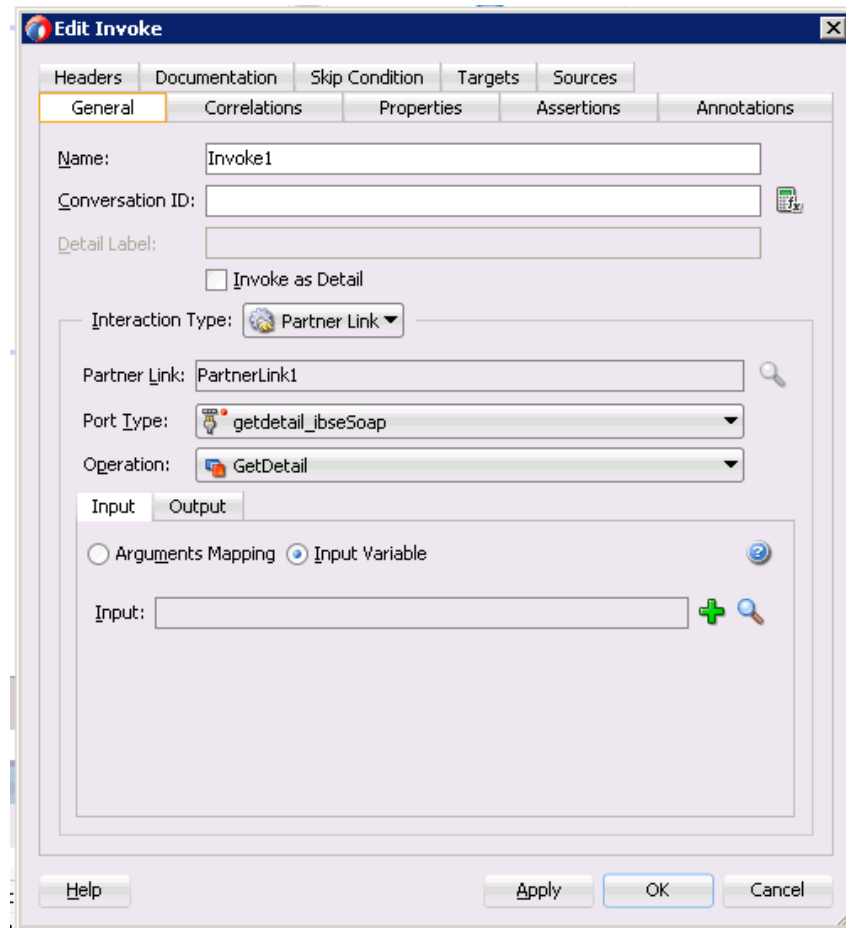 Edit Invoke
Headers Documentation Skip Condition Targets Sources
General Correlations Properties Assertions Annotations
Name: Invoke1
Conversation ID:
Detail Label:
Invoke as Detail
Interaction Type: Partner Link
Partner Link: PartnerLink1
Port Type: getdetail_ibseSoap
Operation: GetDetail
Input Output
Arguments Mapping Input Variable
Input:
Help Apply OK Cancel